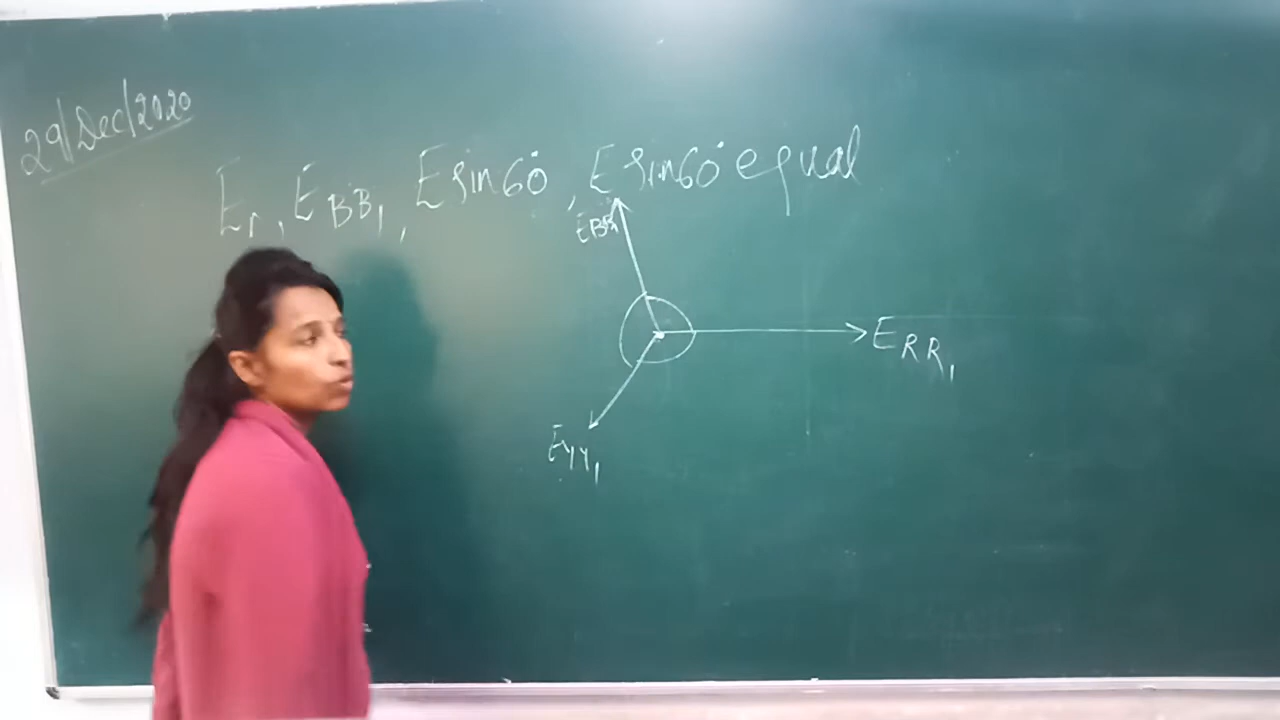 29/Dec/2020
Er, EBB1, E sin60°, E sin60° equal
EBB1
ERR1
EYY1